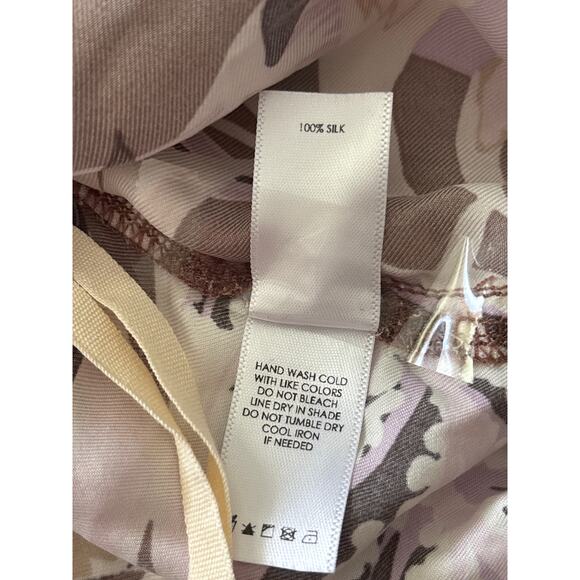 100% SILK
HAND WASH COLD
WITH LIKE COLORS
DO NOT BLEACH
LINE DRY IN SHADE
DO NOT TUMBLE DRY
COOL IRON
IF NEEDED